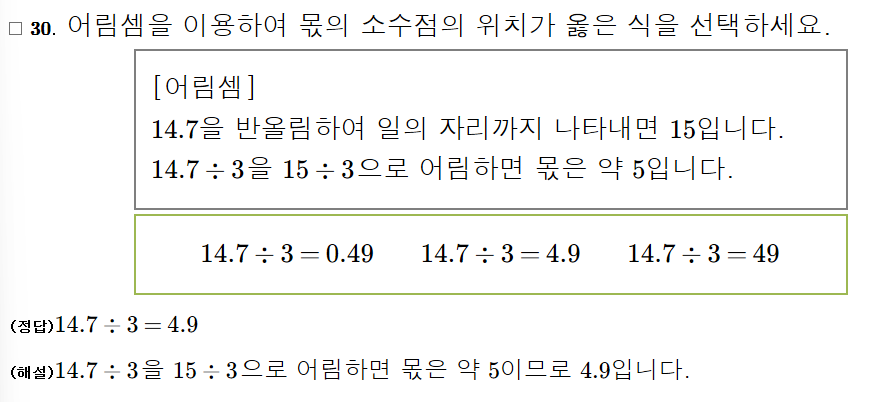 □ 30. 어림셈을 이용하여 몫의 소수점의 위치가 옳은 식을 선택하세요.
[어림셈]
14.7을 반올림하여 일의 자리까지 나타내면 15입니다.
14.7÷3을 15÷3으로 어림하면 몫은 약 5입니다.
14.7÷3=0.49 14.7÷3=4.9 14.7÷3=49
(정답)14.7÷3=4.9
(해설)14.7÷3을 15÷3으로 어림하면 몫은 약 5이므로 4.9입니다.